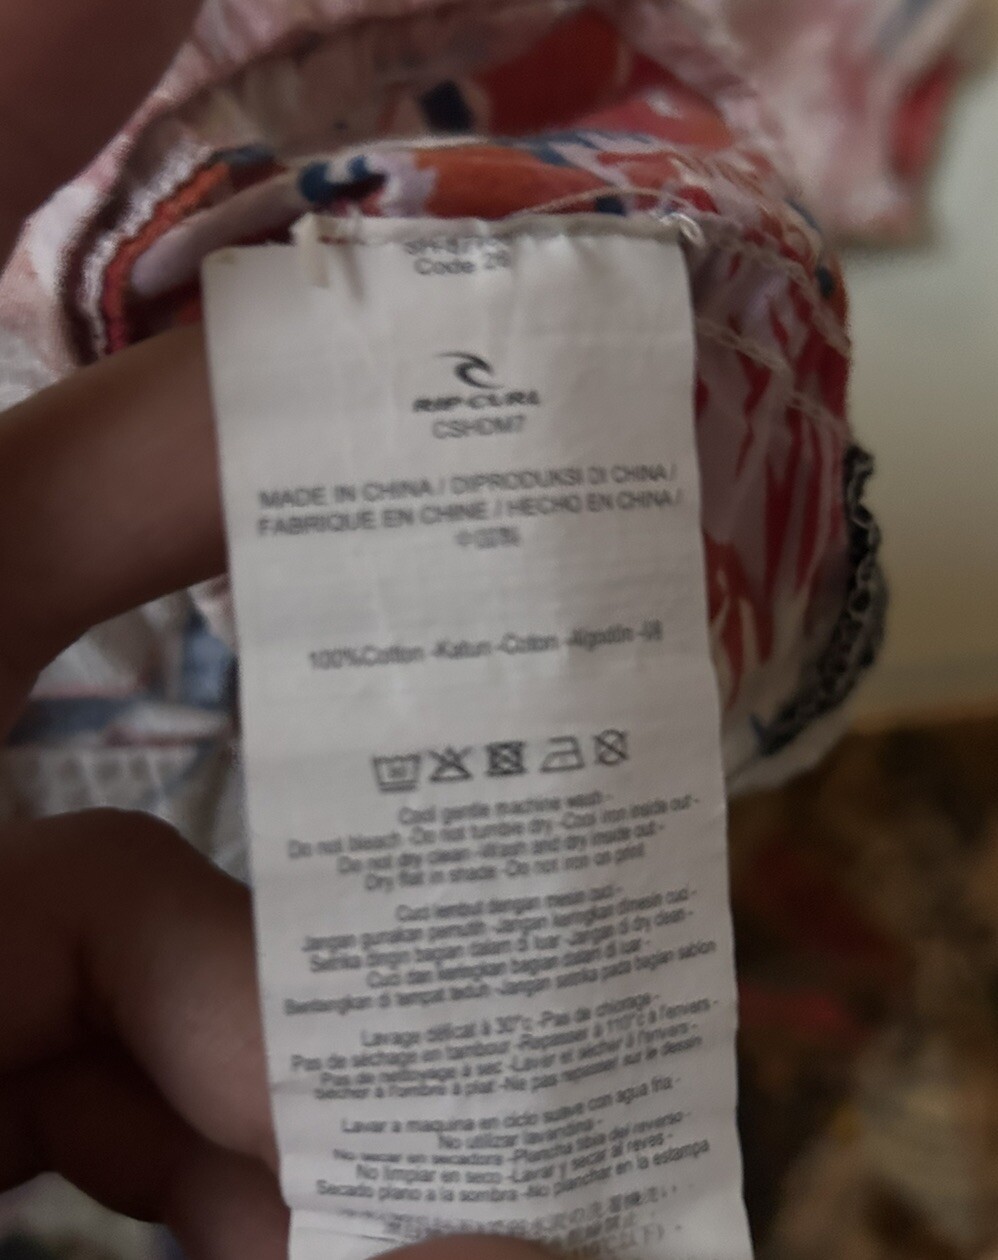 Code 26
RIP CURL
CSHDM7
MADE IN CHINA / DIPRODUKSI DI CHINA /
FABRIQUE EN CHINE / HECHO EN CHINA /
中国制
100%Cotton -Katun -Coton -Algodón -棉
Cool gentle machine wash -
Do not bleach -Do not tumble dry -Cool iron inside out -
Do not dry clean -Wash and dry inside out -
Dry flat in shade -Do not iron on print
Cuci lembut dengan mesin cuci -
Jangan gunakan pemutih -Jangan keringkan dimesin cuci -
Setrika dingin bagian dalam di luar -Jangan di dry clean -
Cuci dan keringkan bagian dalam di luar -
Bentangkan di tempat teduh -Jangan setrika pada bagian sablon
Lavage délicat à 30°c -Pas de chlorage -
Pas de séchage en tambour -Repasser à 110°c à l'envers -
Pas de nettoyage à sec -Laver et sécher à l'envers -
Sécher à l'ombre à plat -Ne pas repasser sur le dessin
Lavar a maquina en ciclo suave con agua fria -
No utilizar lavandina -
No secar en secadora -Plancha tibia del reverso -
No limpiar en seco -Lavar y secar al reves -
Secado plano a la sombra -No planchar en la estampa